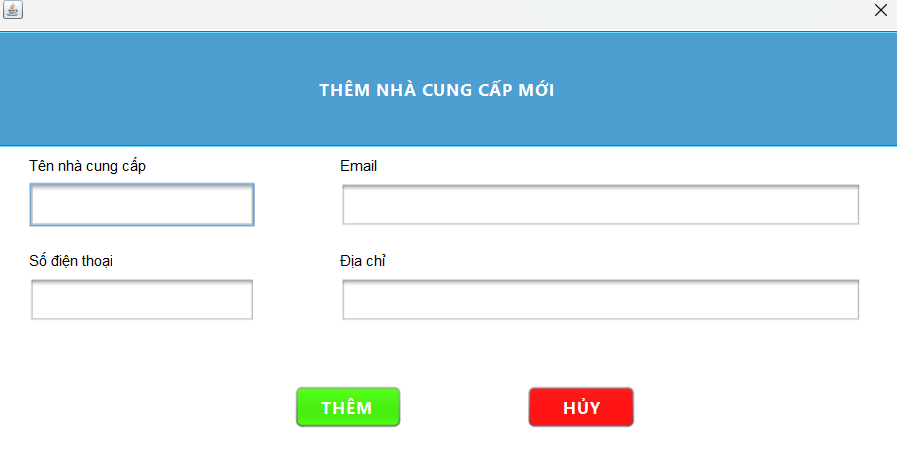 THÊM NHÀ CUNG CẤP MỚI
Tên nhà cung cấp
Email
Số điện thoại
Địa chỉ
THÊM
HỦY